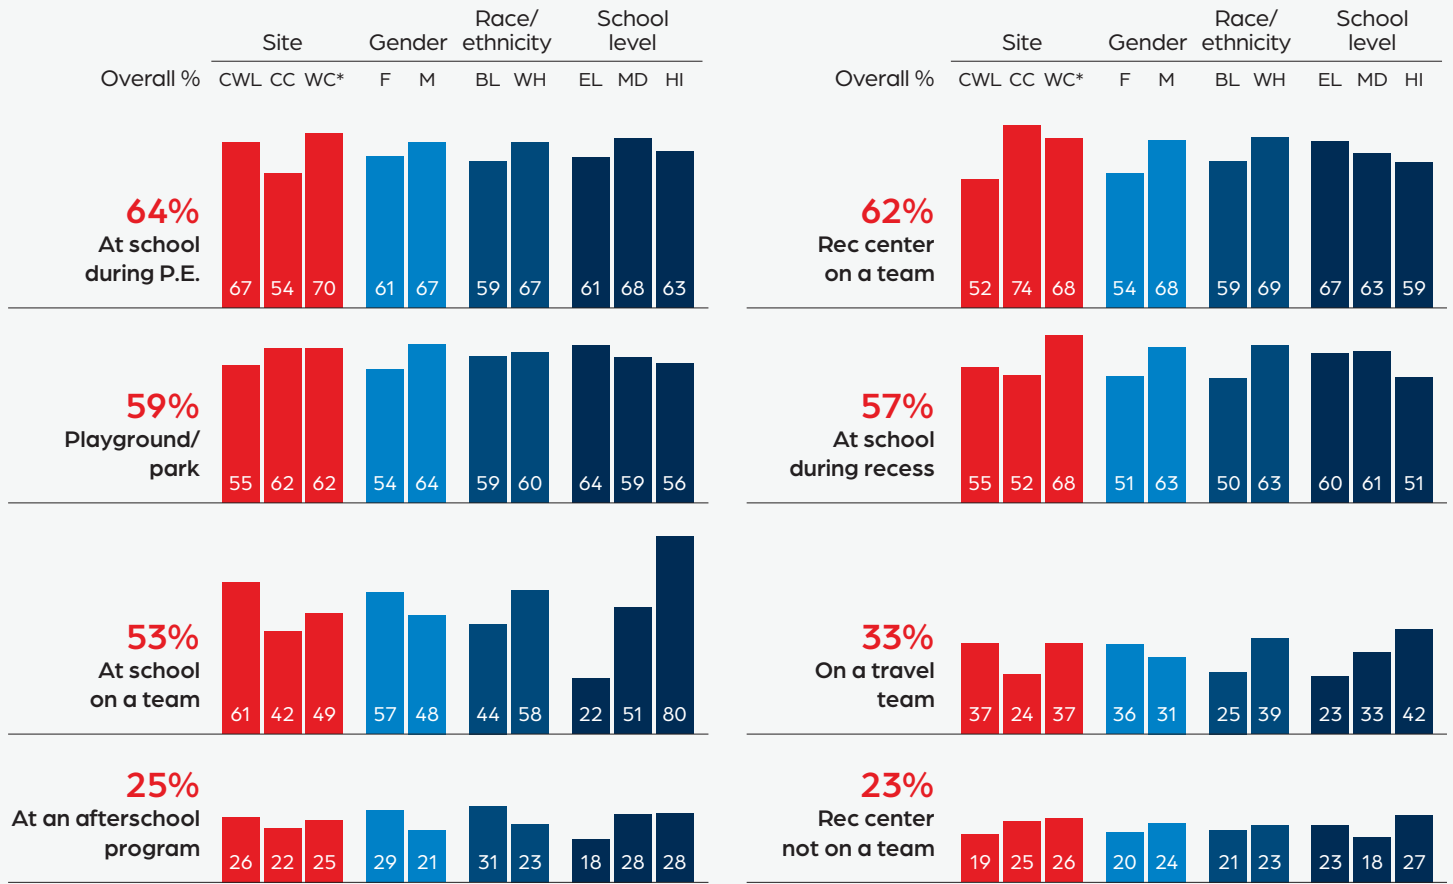 Site Gender Race/ethnicity School level
Overall % CWL CC WC* F M BL WH EL MD HI
64%
At school
during P.E.
67 54 70 61 67 59 67 61 68 63
59%
Playground/
park
55 62 62 54 64 59 60 64 59 56
53%
At school
on a team
61 42 49 57 48 44 58 22 51 80
25%
At an afterschool
program
26 22 25 29 21 31 23 18 28 28
Site Gender Race/ethnicity School level
Overall % CWL CC WC* F M BL WH EL MD HI
62%
Rec center
on a team
52 74 68 54 68 59 69 67 63 59
57%
At school
during recess
55 52 68 51 63 50 63 60 61 51
33%
On a travel
team
37 24 37 36 31 25 39 23 33 42
23%
Rec center
not on a team
19 25 26 20 24 21 23 23 18 27